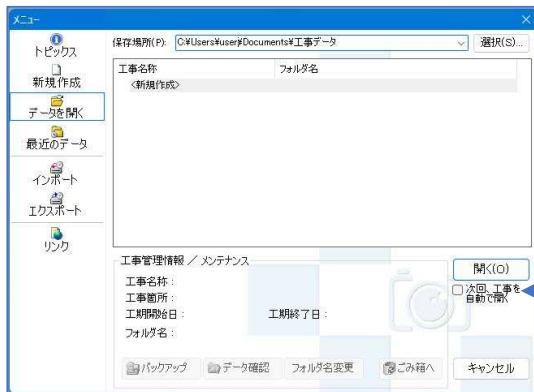 メニュー
トピックス
新規作成
データを開く
最近のデータ
インポート
エクスポート
リンク
保存場所(P):
C:¥Users¥user¥Documents¥工事データ
選択(S)...
工事名称
フォルダ名
<新規作成>
工事管理情報 / メンテナンス
工事名称 :
工事箇所 :
工期開始日 :
工期終了日 :
フォルダ名 :
バックアップ
データ確認
フォルダ名変更
ごみ箱へ
開く(O)
次回、工事を
自動で開く
キャンセル